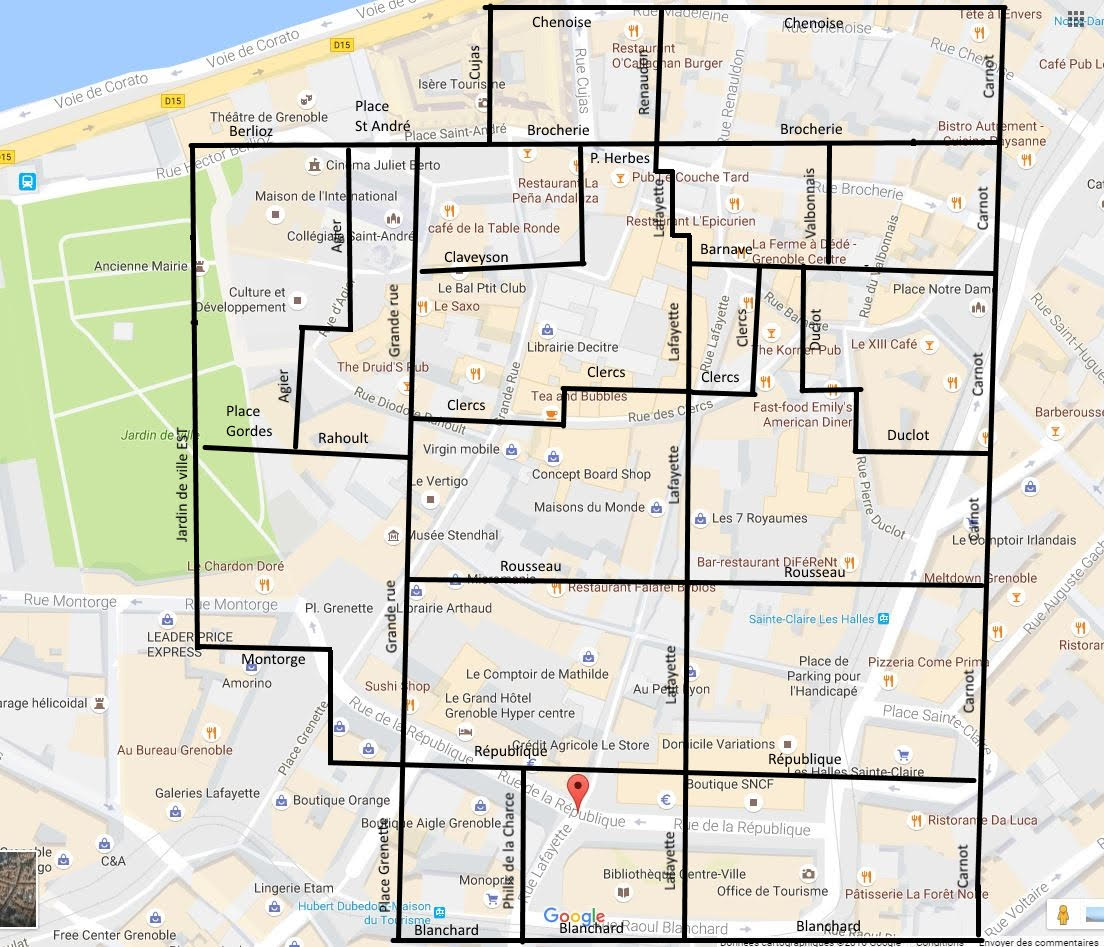 Voie de Co
Rue Madeleine
Tête à l'Envers
Chenoise
Chenoise
Rue Chenoise
Voie de Corato
D15
Restaurant
O'Callaghan Burger
Rue Chenoise
Café Pub Le
Cujas
Renaudon
Carnot
Isère Tourisme
Rue Cujas
Rue Renauldon
Voie de Corato
D15
Place
St André
Théâtre de Grenoble
Berlioz
Place Saint-André
Brocherie
Brocherie
Bistro Autrement -
Cuisine Paysanne
D15
Rue Hector Berlioz
Cinéma Juliet Berto
P. Herbes
Pub Le Couche Tard
Restaurant La
Peña Andaluza
Maison de l'International
Rue Brocherie
Valbonnais
Carnot
Lafayette
café de la Table Ronde
Restaurant L'Epicurien
Collégiale Saint-André
Agier
Barnave
La Ferme à Dédé -
Grenoble Centre
Rue du Valbonnais
Claveyson
Ancienne Mairie
Le Bal Ptit Club
Place Notre Dame
Culture et
Développement
Rue d'Agier
Grande rue
Le Saxo
Rue Saint-Hugues
Rue Lafayette
Rue Barnave
Clercs
Duclot
Lafayette
Librairie Decitre
The Korner Pub
Le XIII Café
The Druid'S Pub
Clercs
Clercs
Carnot
Agier
Grande Rue
Tea and Bubbles
Rue Diodore Rahoult
Clercs
Rue des Clercs
Fast-food Emily's
American Diner
Barberousse
Place
Gordes
Rahoult
Jardin de ville
Duclot
Virgin mobile
Concept Board Shop
Le Vertigo
Lafayette
Rue Pierre Duclot
Jardin de ville EST
Maisons du Monde
Les 7 Royaumes
Carnot
Musée Stendhal
Le Comptoir Irlandais
Le Chardon Doré
Rousseau
Bar-restaurant DiFéReNt
Rousseau
Micromania
Restaurant Falafel Byblos
Meltdown Grenoble
Rue Auguste Gaché
Rue Montorge
Rue Montorge
Pl. Grenette
Librairie Arthaud
Grande rue
Sainte-Claire Les Halles
LEADER PRICE
EXPRESS
Montorge
Amorino
Le Comptoir de Mathilde
Lafayette
Au Petit Lyon
Place de
Parking pour
l'Handicapé
Pizzeria Come Prima
Carnot
Garage hélicoidal
Sushi Shop
Le Grand Hôtel
Grenoble Hyper centre
Place Sainte-Claire
Rue de la République
Place Grenette
Au Bureau Grenoble
République
Crédit Agricole Le Store
Domicile Variations
République
Les Halles Sainte-Claire
Boutique SNCF
Galeries Lafayette
Boutique Orange
Rue de la République
Boutique Aigle Grenoble
Rue de la République
Ristorante Da Luca
Place Grenette
Philis de la Charce
Rue Lafayette
Lafayette
Carnot
C&A
Monoprix
Bibliothèque Centre-Ville
Office de Tourisme
Pâtisserie La Forêt Noire
Lingerie Etam
Hubert Dubedout-Maison
du Tourisme
Google
Rue Raoul Blanchard
Rue Voltaire
Free Center Grenoble
Blanchard
Blanchard
Blanchard
Données cartographiques ©2016 Google
Conditions
Envoyer des commentaires